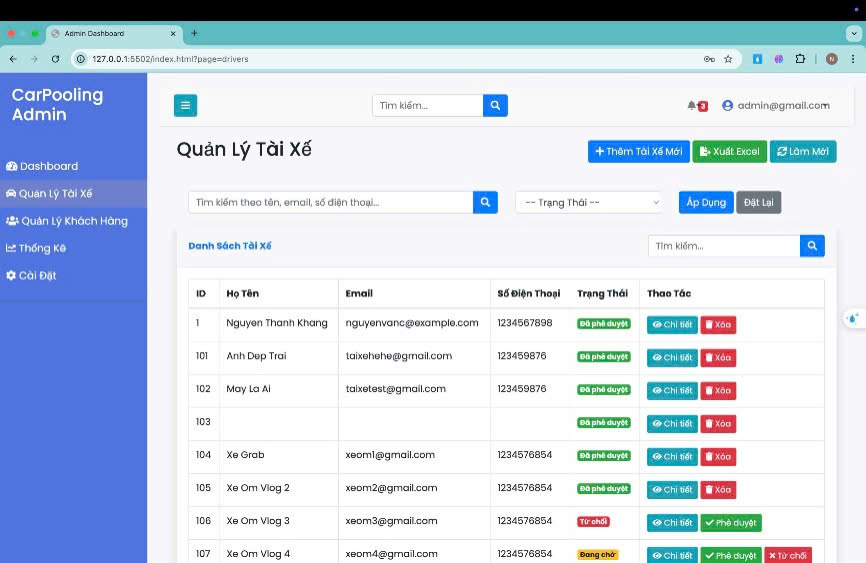 Admin Dashboard
127.0.0.1:5502/index.html?page=drivers
N
CarPooling
Admin
Tìm kiếm...
3
admin@gmail.com
Dashboard
Quản Lý Tài Xế
Quản Lý Khách Hàng
Thống Kê
Cài Đặt
Quản Lý Tài Xế
Thêm Tài Xế Mới
Xuất Excel
Làm Mới
Tìm kiếm theo tên, email, số điện thoại...
-- Trạng Thái --
Áp Dụng
Đặt Lại
Danh Sách Tài Xế
Tìm kiếm...
ID Họ Tên Email Số Điện Thoại Trạng Thái Thao Tác
1 Nguyen Thanh Khang nguyenvanc@example.com 1234567898 Đã phê duyệt Chi tiết Xóa
101 Anh Dep Trai taixehehe@gmail.com 123459876 Đã phê duyệt Chi tiết Xóa
102 May La Ai taixetest@gmail.com 123459876 Đã phê duyệt Chi tiết Xóa
103 Đã phê duyệt Chi tiết Xóa
104 Xe Grab xeom1@gmail.com 1234576854 Đã phê duyệt Chi tiết Xóa
105 Xe Om Vlog 2 xeom2@gmail.com 1234576854 Đã phê duyệt Chi tiết Xóa
106 Xe Om Vlog 3 xeom3@gmail.com 1234576854 Từ chối Chi tiết Phê duyệt
107 Xe Om Vlog 4 xeom4@gmail.com 1234576854 Đang chờ Chi tiết Phê duyệt Từ chối